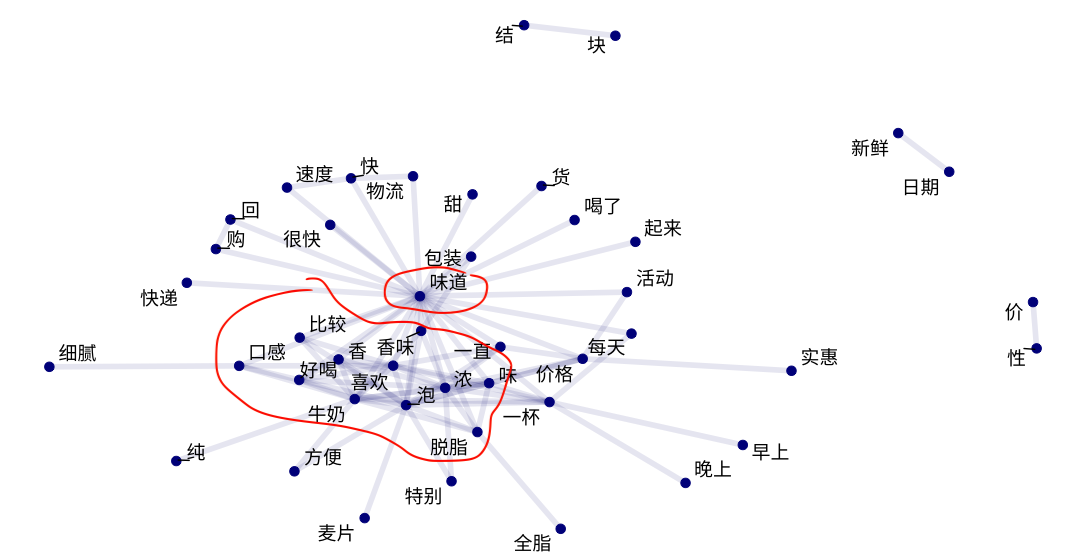 结
块
新鲜
日期
快
速度
物流
货
甜
喝了
回
起来
购
很快
包装
味道
活动
快递
价
比较
香味
香
一直
每天
口感
细腻
性
实惠
好喝
喜欢
浓
味
价格
泡
牛奶
一杯
脱脂
纯
方便
早上
晚上
特别
麦片
全脂